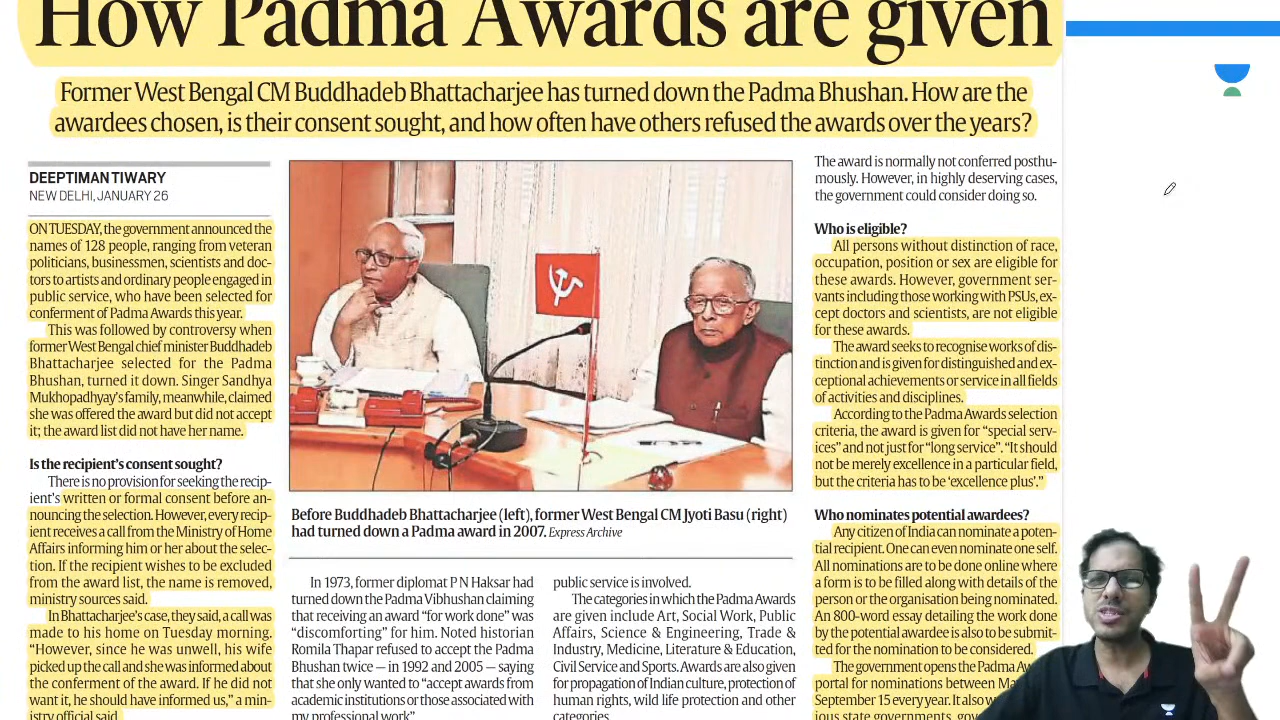 How Padma Awards are given
Former West Bengal CM Buddhadeb Bhattacharjee has turned down the Padma Bhushan. How are the
awardees chosen, is their consent sought, and how often have others refused the awards over the years?
DEEPTIMAN TIWARY
NEW DELHI, JANUARY 26
ON TUESDAY, the government announced the
names of 128 people, ranging from veteran
politicians, businessmen, scientists and doc-
tors to artists and ordinary people engaged in
public service, who have been selected for
conferment of Padma Awards this year.
This was followed by controversy when
former West Bengal chief minister Buddhadeb
Bhattacharjee selected for the Padma
Bhushan, turned it down. Singer Sandhya
Mukhopadhyay's family, meanwhile, claimed
she was offered the award but did not accept
it; the award list did not have her name.
Is the recipient's consent sought?
There is no provision for seeking the recip-
ient's written or formal consent before an-
nouncing the selection. However, every recip-
ient receives a call from the Ministry of Home
Affairs informing him or her about the selec-
tion. If the recipient wishes to be excluded
from the award list, the name is removed,
ministry sources said.
In Bhattacharjee's case, they said, a call was
made to his home on Tuesday morning.
“However, since he was unwell, his wife
picked up the call and she was informed about
the conferment of the award. If he did not
want it, he should have informed us,” a min-
istry official said.
Before Buddhadeb Bhattacharjee (left), former West Bengal CM Jyoti Basu (right)
had turned down a Padma award in 2007. Express Archive
In 1973, former diplomat P N Haksar had
turned down the Padma Vibhushan claiming
that receiving an award “for work done” was
“discomforting” for him. Noted historian
Romila Thapar refused to accept the Padma
Bhushan twice — in 1992 and 2005 — saying
that she only wanted to “accept awards from
academic institutions or those associated with
my professional work”.
public service is involved.
The categories in which the Padma Awards
are given include Art, Social Work, Public
Affairs, Science & Engineering, Trade &
Industry, Medicine, Literature & Education,
Civil Service and Sports. Awards are also given
for propagation of Indian culture, protection of
human rights, wild life protection and other
categories.
The award is normally not conferred posthu-
mously. However, in highly deserving cases,
the government could consider doing so.
Who is eligible?
All persons without distinction of race,
occupation, position or sex are eligible for
these awards. However, government ser-
vants including those working with PSUs, ex-
cept doctors and scientists, are not eligible
for these awards.
The award seeks to recognise works of dis-
tinction and is given for distinguished and ex-
ceptional achievements or service in all fields
of activities and disciplines.
According to the Padma Awards selection
criteria, the award is given for “special serv-
ices” and not just for “long service”. “It should
not be merely excellence in a particular field,
but the criteria has to be ‘excellence plus’.”
Who nominates potential awardees?
Any citizen of India can nominate a poten-
tial recipient. One can even nominate one self.
All nominations are to be done online where
a form is to be filled along with details of the
person or the organisation being nominated.
An 800-word essay detailing the work done
by the potential awardee is also to be submit-
ted for the nomination to be considered.
The government opens the Padma
portal for nominations between
September 15 every year. It also
ious state governments,